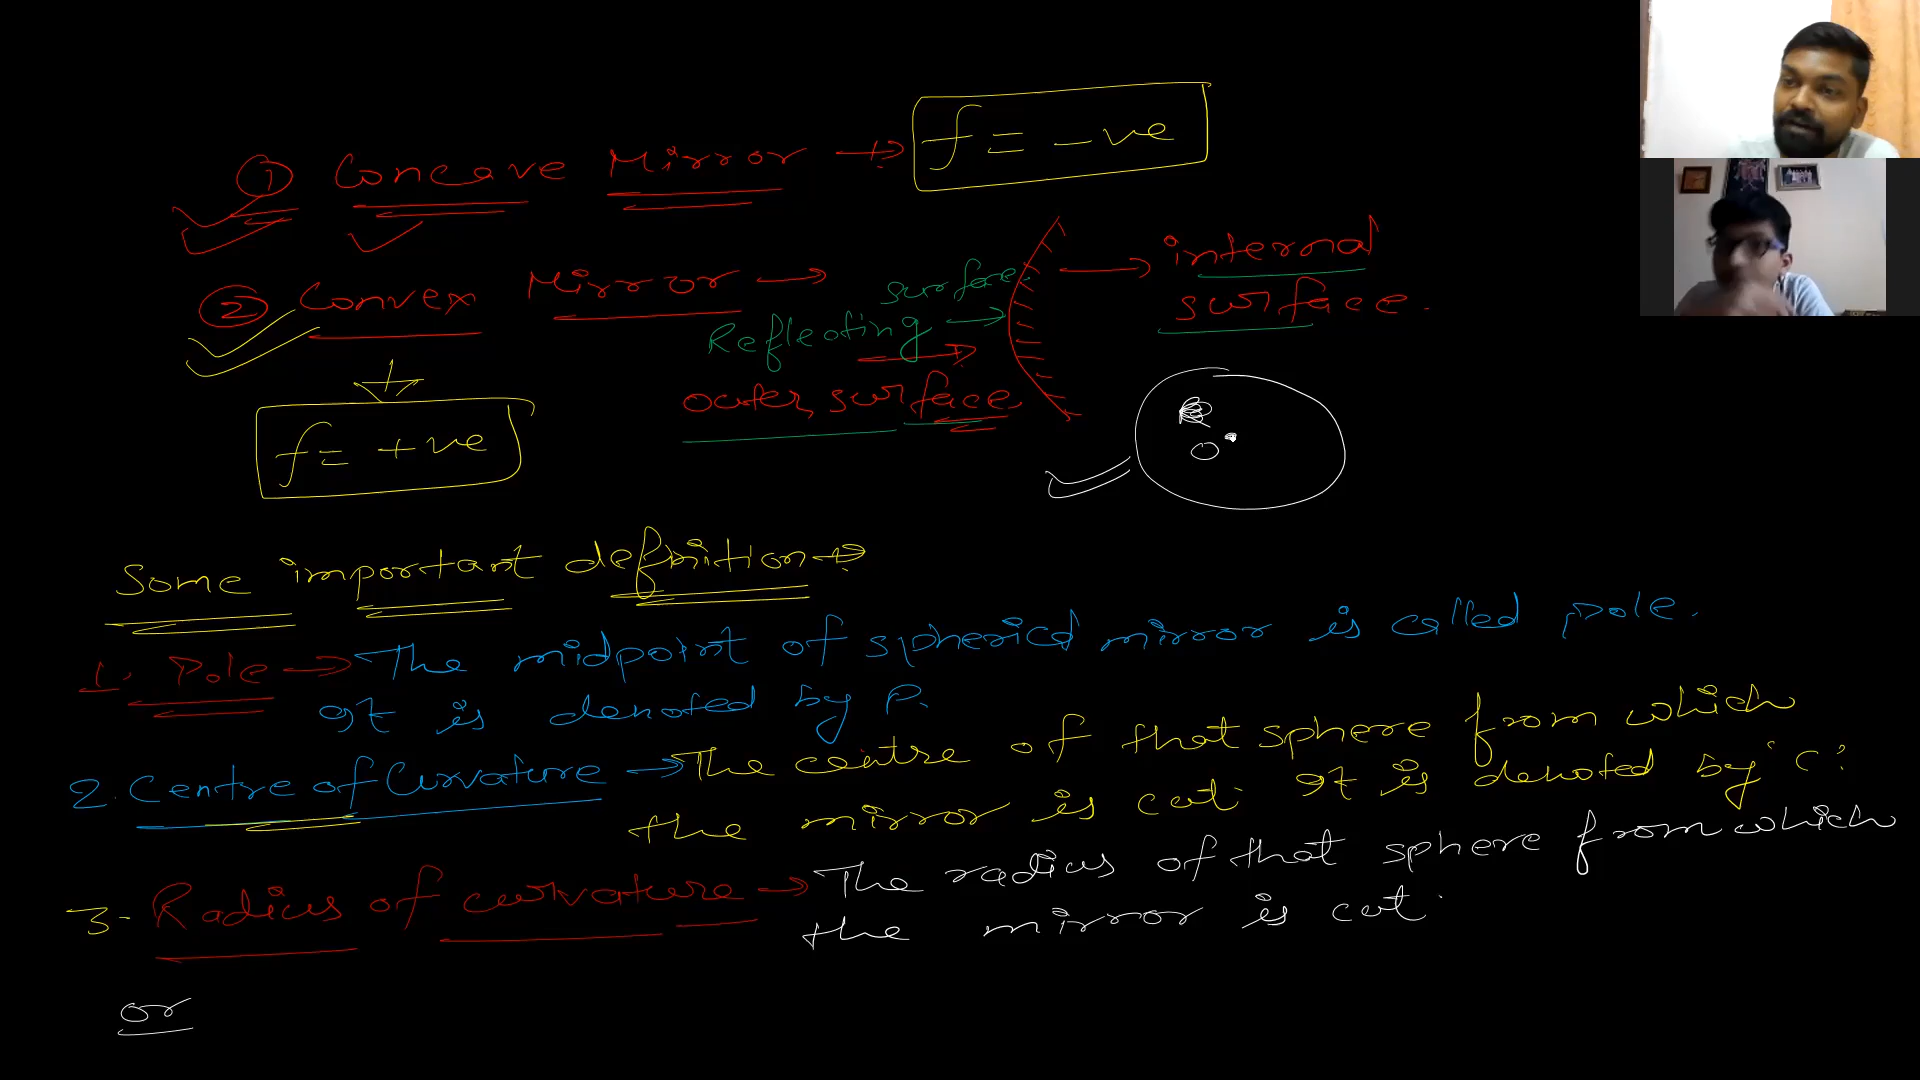 ① Concave Mirror → f = -ve
② Convex Mirror →
f = +ve
surface
Reflecting →
outer surface
→ internal
surface.
Some important definition →
1. Pole → The midpoint of spherical mirror is called pole.
It is denoted by P.
2. Centre of Curvature → The centre of that sphere from which
the mirror is cut. It is denoted by 'C'.
3- Radius of curvature → The radius of that sphere from which
the mirror is cut.
or